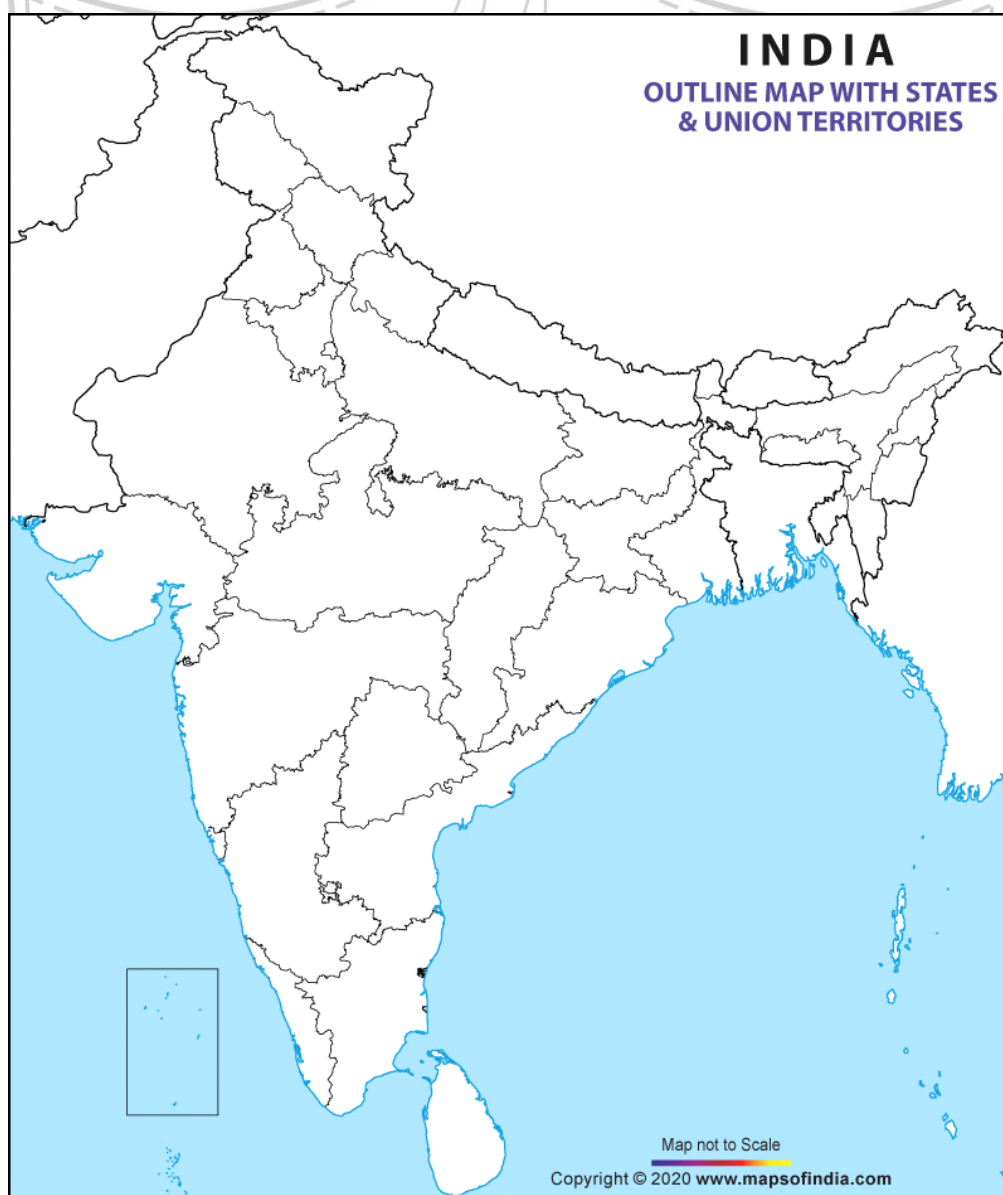 INDIA
OUTLINE MAP WITH STATES
& UNION TERRITORIES
Map not to Scale
Copyright © 2020 www.mapsofindia.com